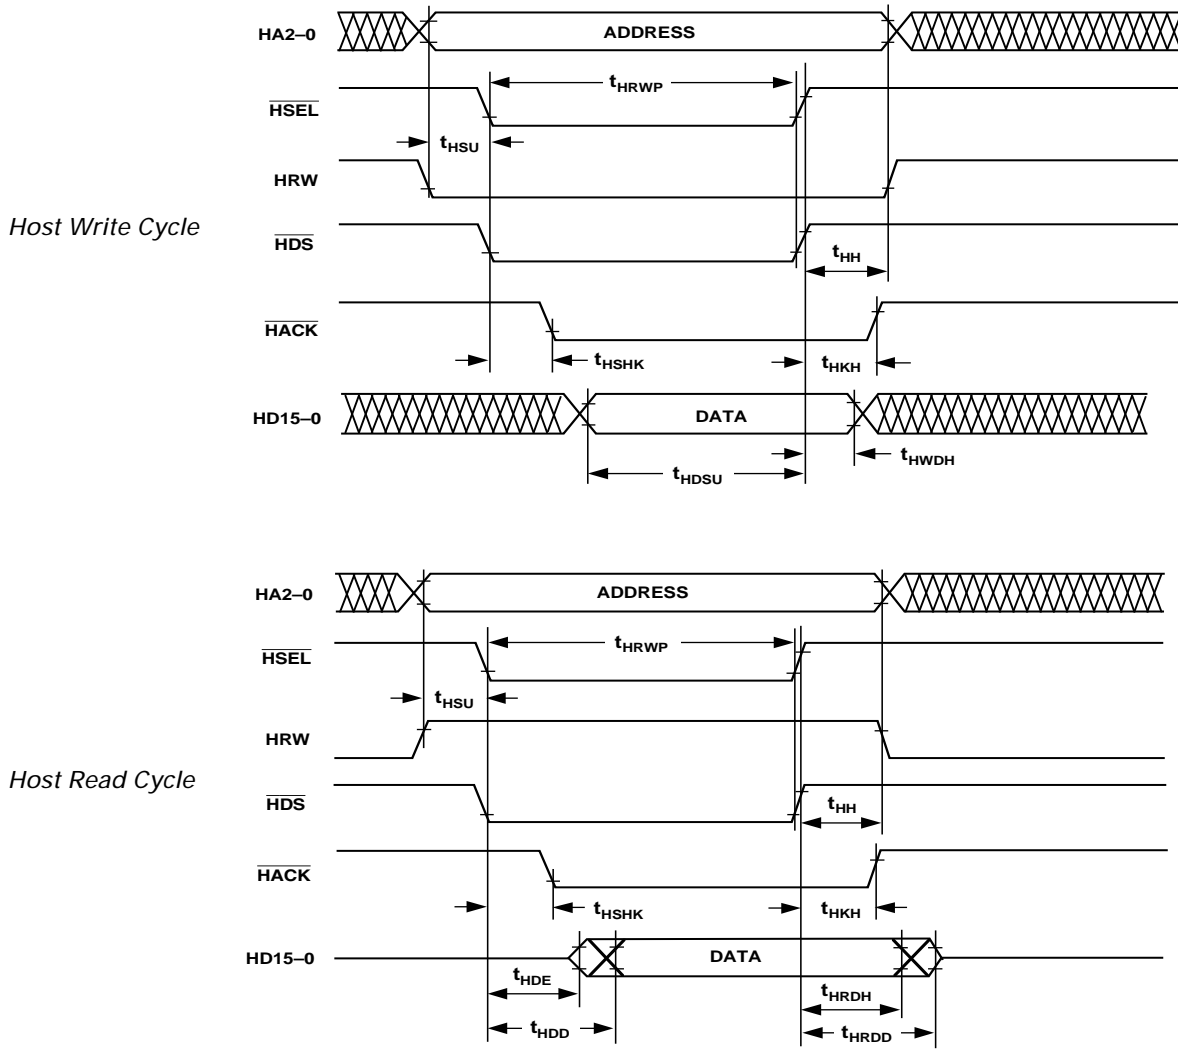 HA2–0 ADDRESS
tHRWP
HSEL
tHSU
HRW
Host Write Cycle
HDS
tHH
HACK
tHSHK tHKH
HD15–0 DATA
tHWDH
tHDSU
HA2–0 ADDRESS
tHRWP
HSEL
tHSU
HRW
Host Read Cycle
HDS
tHH
HACK
tHSHK tHKH
HD15–0 DATA
tHDE tHRDH
tHDD tHRDD